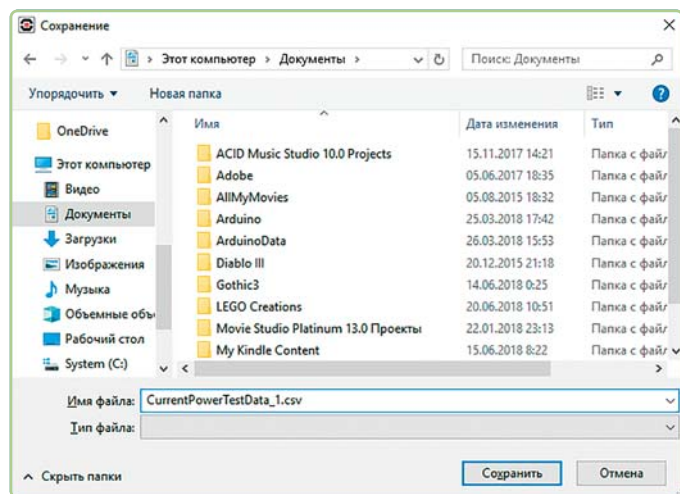 Сохранение
Этот компьютер > Документы >
Поиск: Документы
Упорядочить
Новая папка
OneDrive
Этот компьютер
Видео
Документы
Загрузки
Изображения
Музыка
Объемные объ
Рабочий стол
System (C:)
Имя Дата изменения Тип
ACID Music Studio 10.0 Projects 15.11.2017 14:21 Папка с файл
Adobe 05.06.2017 18:35 Папка с файл
AllMyMovies 05.08.2015 18:32 Папка с файл
Arduino 25.03.2018 17:42 Папка с файл
ArduinoData 26.03.2018 15:53 Папка с файл
Diablo III 20.12.2015 21:18 Папка с файл
Gothic3 14.06.2018 0:25 Папка с файл
LEGO Creations 20.06.2018 10:51 Папка с файл
Movie Studio Platinum 13.0 Проекты 22.01.2018 23:13 Папка с файл
My Kindle Content 15.06.2018 8:22 Папка с файл
Имя файла: CurrentPowerTestData_1.csv
Тип файла:
Скрыть папки
Сохранить
Отмена